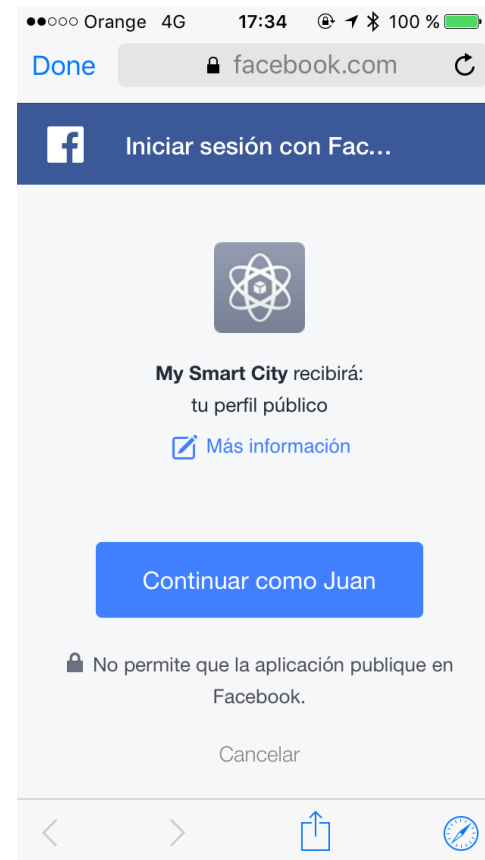 Orange 4G 17:34 100 %
Done facebook.com
f Iniciar sesión con Fac...
My Smart City recibirá:
tu perfil público
Más información
Continuar como Juan
No permite que la aplicación publique en
Facebook.
Cancelar